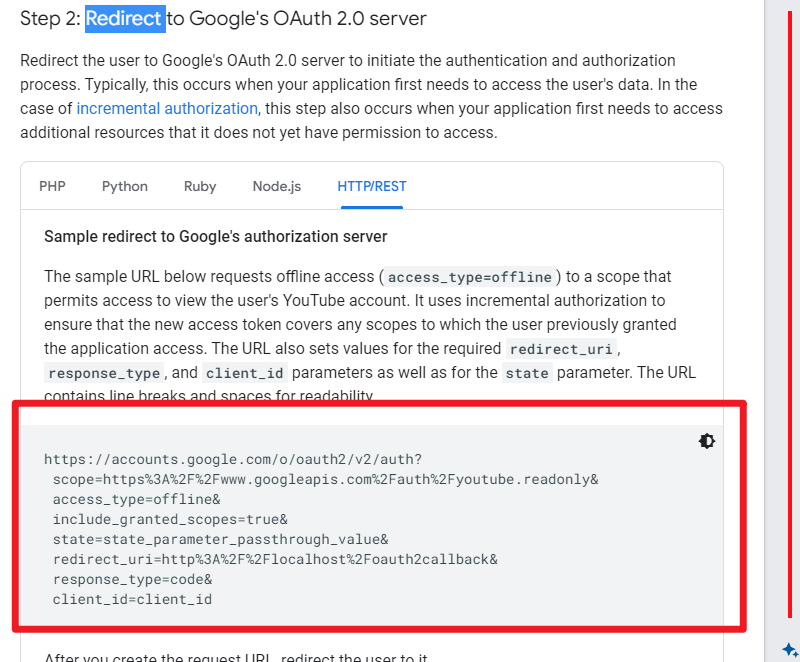 Step 2: Redirect to Google's OAuth 2.0 server
Redirect the user to Google's OAuth 2.0 server to initiate the authentication and authorization
process. Typically, this occurs when your application first needs to access the user's data. In the
case of incremental authorization, this step also occurs when your application first needs to access
additional resources that it does not yet have permission to access.
PHP Python Ruby Node.js HTTP/REST
Sample redirect to Google's authorization server
The sample URL below requests offline access (access_type=offline) to a scope that
permits access to view the user's YouTube account. It uses incremental authorization to
ensure that the new access token covers any scopes to which the user previously granted
the application access. The URL also sets values for the required redirect_uri,
response_type, and client_id parameters as well as for the state parameter. The URL
contains line breaks and spaces for readability
https://accounts.google.com/o/oauth2/v2/auth?
scope=https%3A%2F%2Fwww.googleapis.com%2Fauth%2Fyoutube.readonly&
access_type=offline&
include_granted_scopes=true&
state=state_parameter_passthrough_value&
redirect_uri=http%3A%2F%2Flocalhost%2Foauth2callback&
response_type=code&
client_id=client_id
After you create the request URL, redirect the user to it